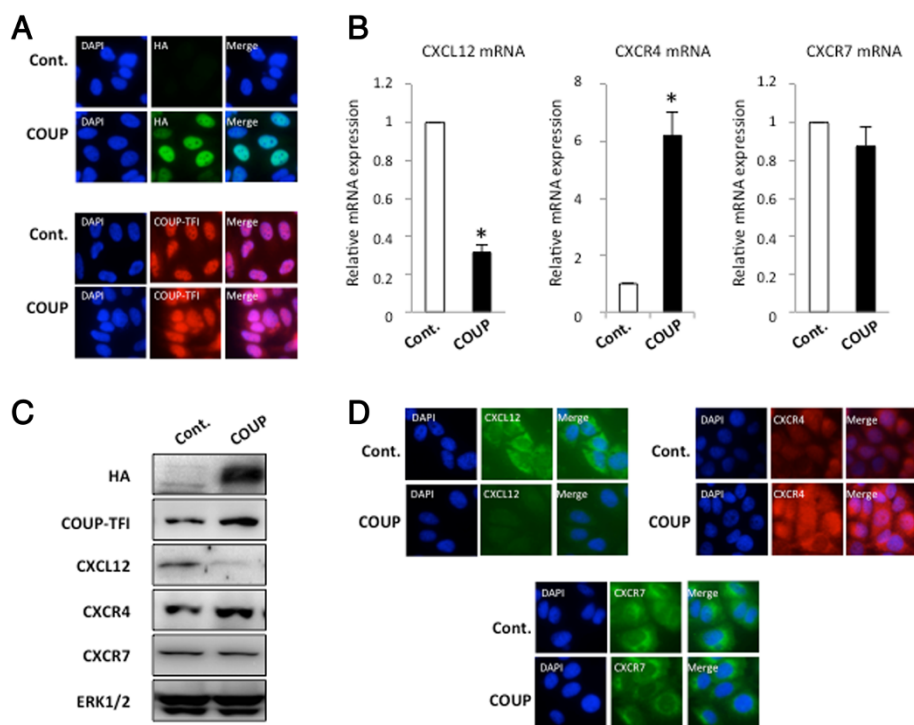 A
Cont.
DAPI HA Merge
COUP
DAPI HA Merge
Cont.
DAPI COUP-TFI Merge
COUP
DAPI COUP-TFI Merge
B
CXCL12 mRNA
Relative mRNA expression
1.2
1
0.8
0.6
0.4
0.2
0
*
Cont. COUP
CXCR4 mRNA
Relative mRNA expression
8
6
4
2
0
*
Cont. COUP
CXCR7 mRNA
Relative mRNA expression
1.2
1
0.8
0.6
0.4
0.2
0
Cont. COUP
C
Cont. COUP
HA
COUP-TFI
CXCL12
CXCR4
CXCR7
ERK1/2
D
Cont.
DAPI CXCL12 Merge
COUP
DAPI CXCL12 Merge
Cont.
DAPI CXCR4 Merge
COUP
DAPI CXCR4 Merge
Cont.
DAPI CXCR7 Merge
COUP
DAPI CXCR7 Merge